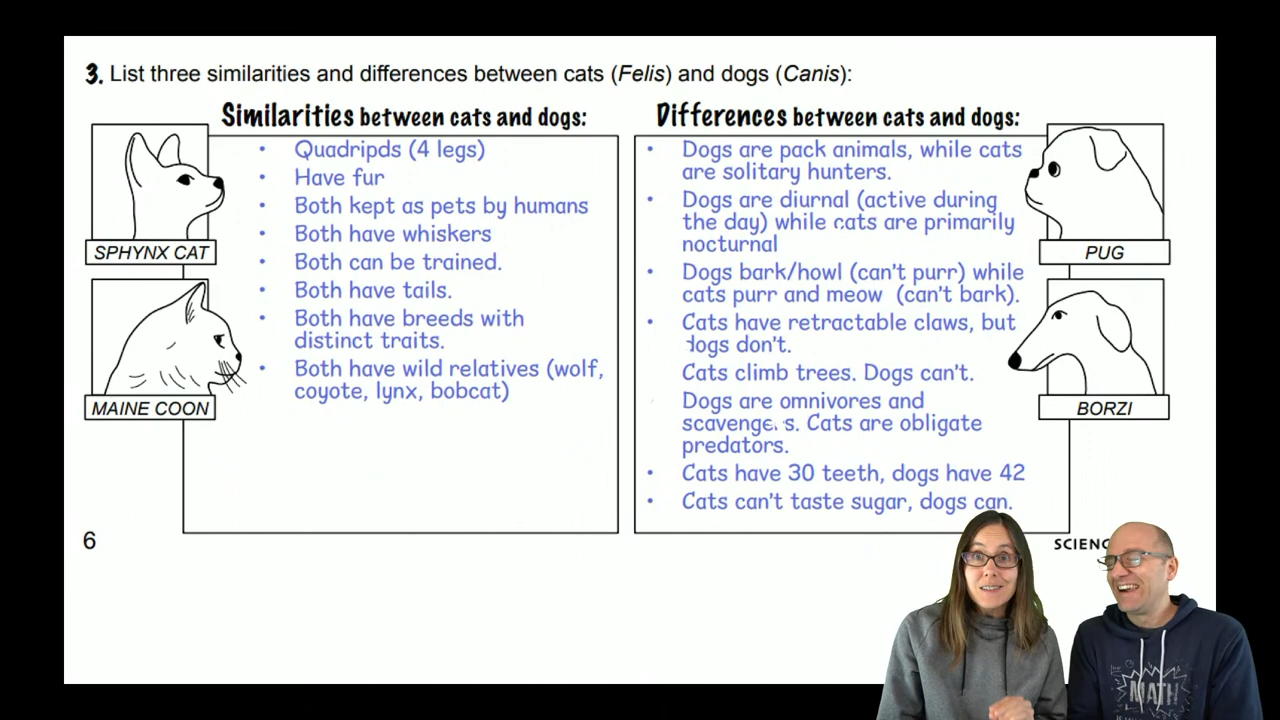 3. List three similarities and differences between cats (Felis) and dogs (Canis):
Similarities between cats and dogs:
• Quadripds (4 legs)
• Have fur
• Both kept as pets by humans
• Both have whiskers
• Both can be trained.
• Both have tails.
• Both have breeds with
distinct traits.
• Both have wild relatives (wolf,
coyote, lynx, bobcat)
SPHYNX CAT
MAINE COON
Differences between cats and dogs:
• Dogs are pack animals, while cats
are solitary hunters.
• Dogs are diurnal (active during
the day) while cats are primarily
nocturnal
• Dogs bark/howl (can't purr) while
cats purr and meow (can't bark).
• Cats have retractable claws, but
dogs don't.
Cats climb trees. Dogs can't.
Dogs are omnivores and
scavengers. Cats are obligate
predators.
• Cats have 30 teeth, dogs have 42
• Cats can't taste sugar, dogs can.
PUG
BORZI
6
MATH